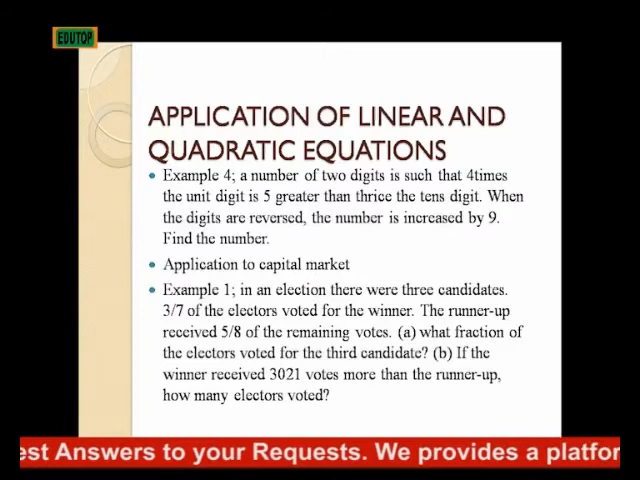 EDUTOP
APPLICATION OF LINEAR AND
QUADRATIC EQUATIONS
Example 4; a number of two digits is such that 4times
the unit digit is 5 greater than thrice the tens digit. When
the digits are reversed, the number is increased by 9.
Find the number.
Application to capital market
Example 1; in an election there were three candidates.
3/7 of the electors voted for the winner. The runner-up
received 5/8 of the remaining votes. (a) what fraction of
the electors voted for the third candidate? (b) If the
winner received 3021 votes more than the runner-up,
how many electors voted?
est Answers to your Requests. We provides a platfor